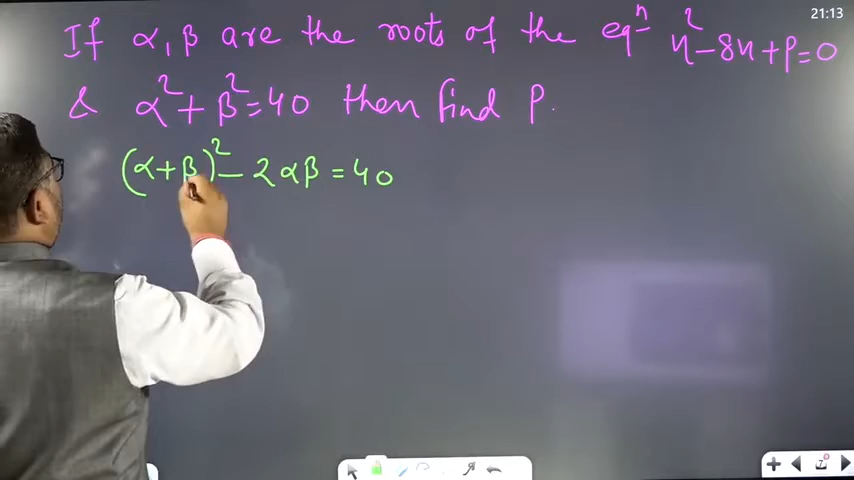 21:13
If α, β are the roots of the eqⁿ x² - 8x + p = 0
& α² + β² = 40 then find P.
(α + β)² - 2αβ = 40